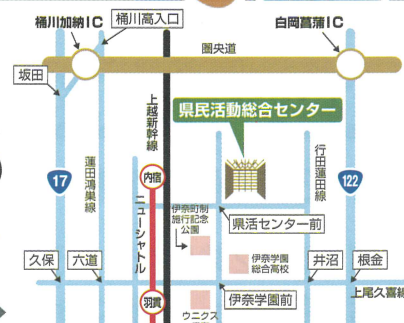 桶川加納IC
桶川高入口
白岡菖蒲IC
圏央道
坂田
上越新幹線
県民活動総合センター
蓮田鴻巣線
行田蓮田線
17
内宿
122
ニューシャトル
伊奈町制
施行記念
公園
県活センター前
久保
六道
伊奈学園
総合高校
井沼
根金
羽貫
伊奈学園前
上尾久喜線
ウニクス